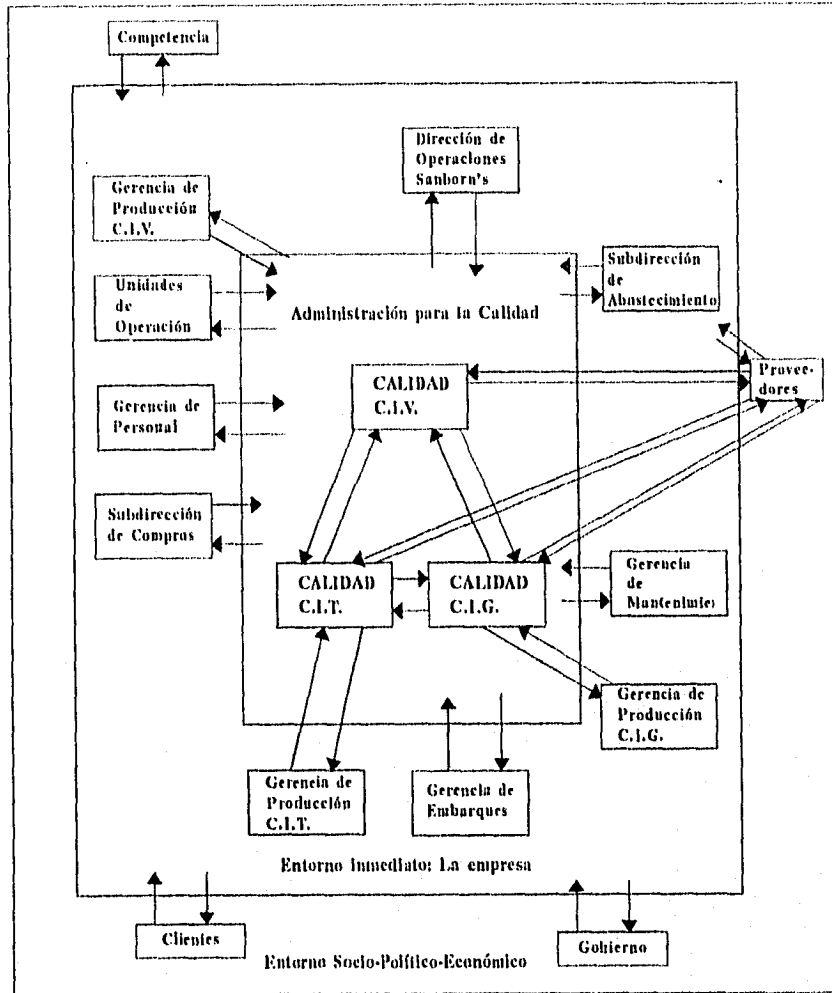 Competencia
Dirección de
Operaciones
Sanborn's
Gerencia de
Producción
C.I.V.
Unidades
de
Operación
Subdirección
de
Abastecimiento
Administración para la Calidad
Provee-
dores
CALIDAD
C.I.V.
Gerencia de
Personal
Subdirección
de Compras
CALIDAD
C.I.T.
CALIDAD
C.I.G.
Gerencia
de
Mantenimie
Gerencia de
Producción
C.I.G.
Gerencia de
Producción
C.I.T.
Gerencia de
Embarques
Entorno Inmediato: La empresa
Clientes
Gobierno
Entorno Socio-Político-Económico